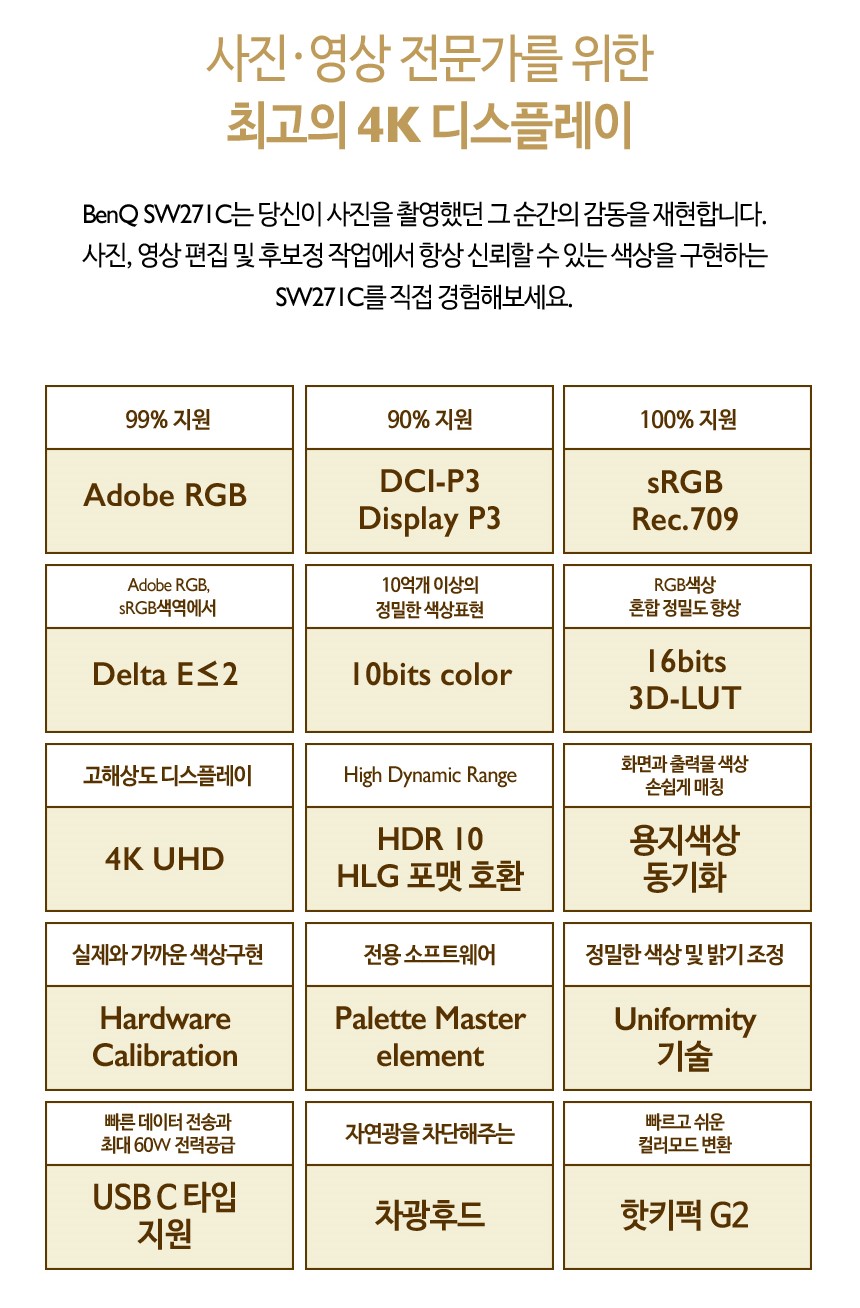 사진·영상 전문가를 위한
최고의 4K 디스플레이
BenQ SW271C는 당신이 사진을 촬영했던 그 순간의 감동을 재현합니다.
사진, 영상 편집 및 후보정 작업에서 항상 신뢰할 수 있는 색상을 구현하는
SW271C를 직접 경험해보세요.
99% 지원
Adobe RGB
90% 지원
DCI-P3
Display P3
100% 지원
sRGB
Rec.709
Adobe RGB,
sRGB색역에서
Delta E≤2
10억개 이상의
정밀한 색상표현
10bits color
RGB색상
혼합 정밀도 향상
16bits
3D-LUT
고해상도 디스플레이
4K UHD
High Dynamic Range
HDR 10
HLG 포맷 호환
화면과 출력물 색상
손쉽게 매칭
용지색상
동기화
실제와 가까운 색상구현
Hardware
Calibration
전용 소프트웨어
Palette Master
element
정밀한 색상 및 밝기 조정
Uniformity
기술
빠른 데이터 전송과
최대 60W 전력공급
USB C 타입
지원
자연광을 차단해주는
차광후드
빠르고 쉬운
컬러모드 변환
핫키퍽 G2